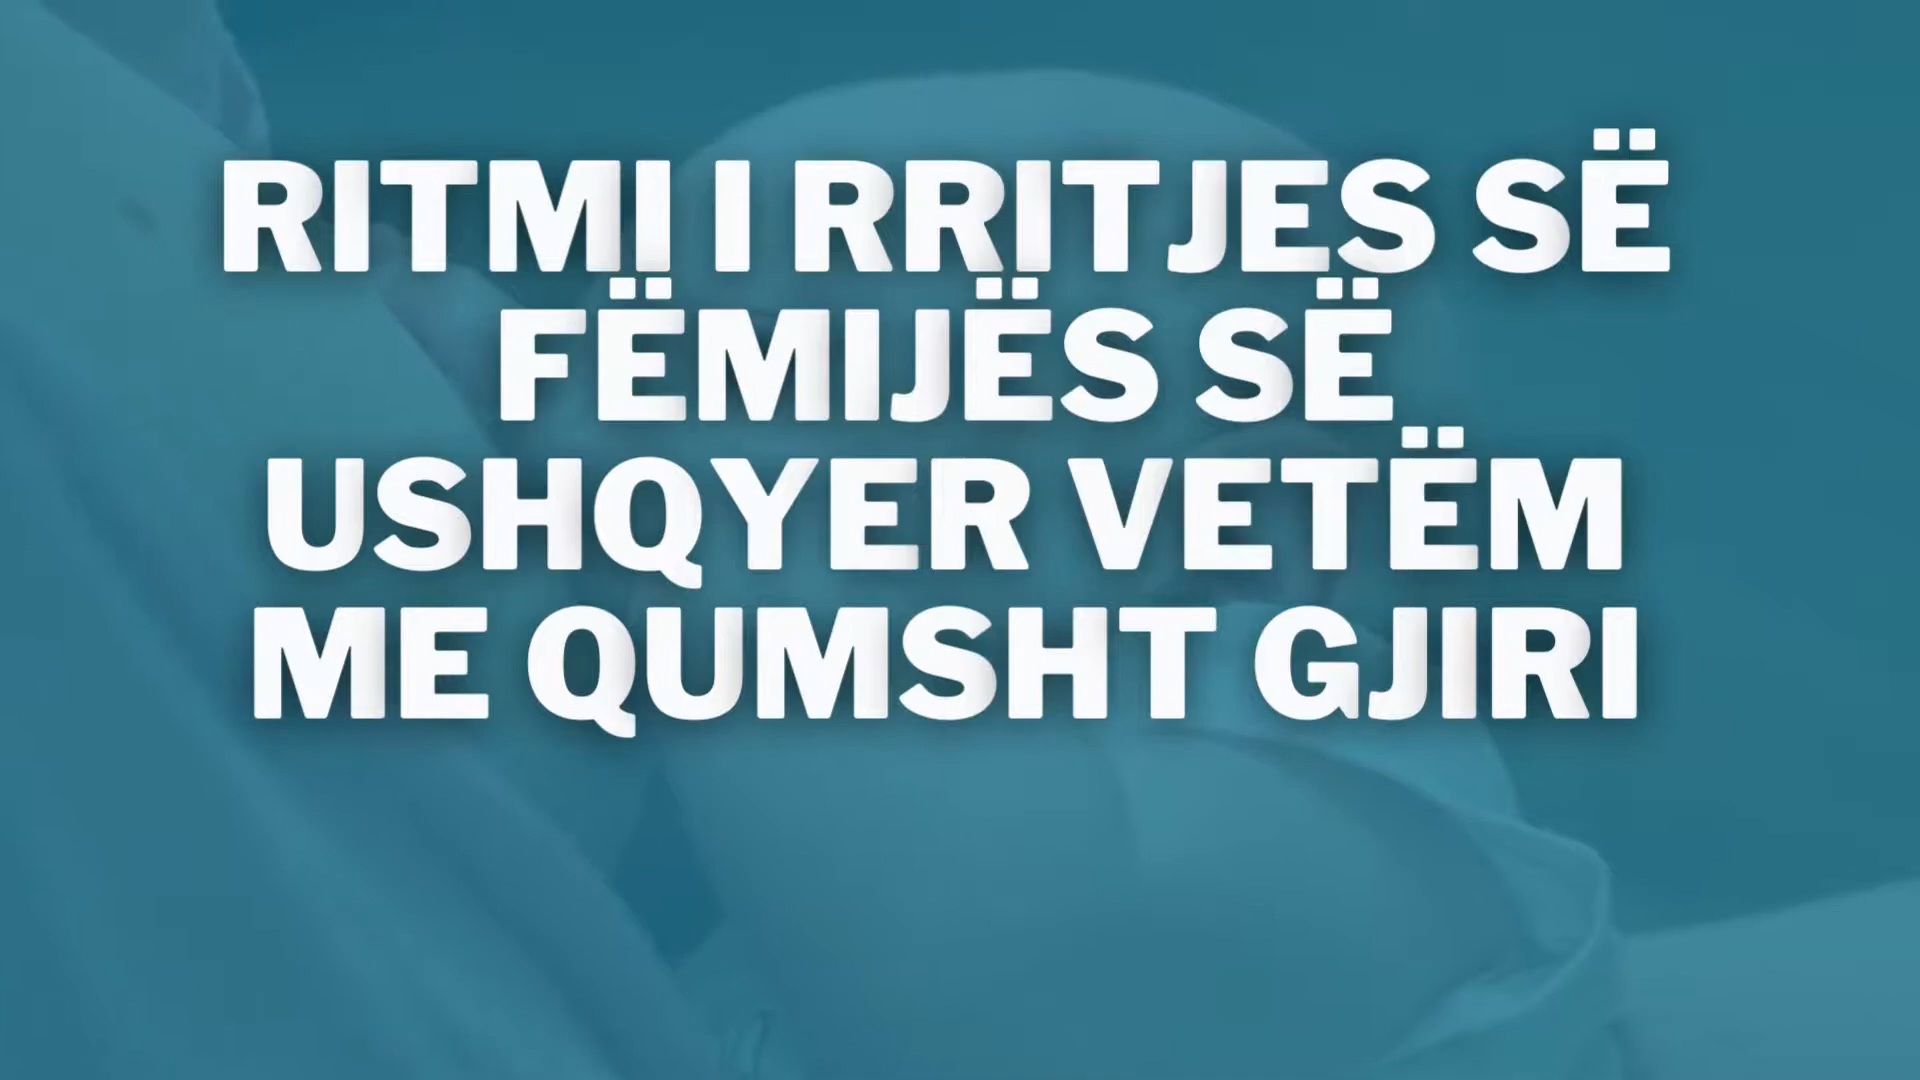 RITMI I RRITJES SË
FËMIJËS SË
USHQYER VETËM
ME QUMSHT GJIRI